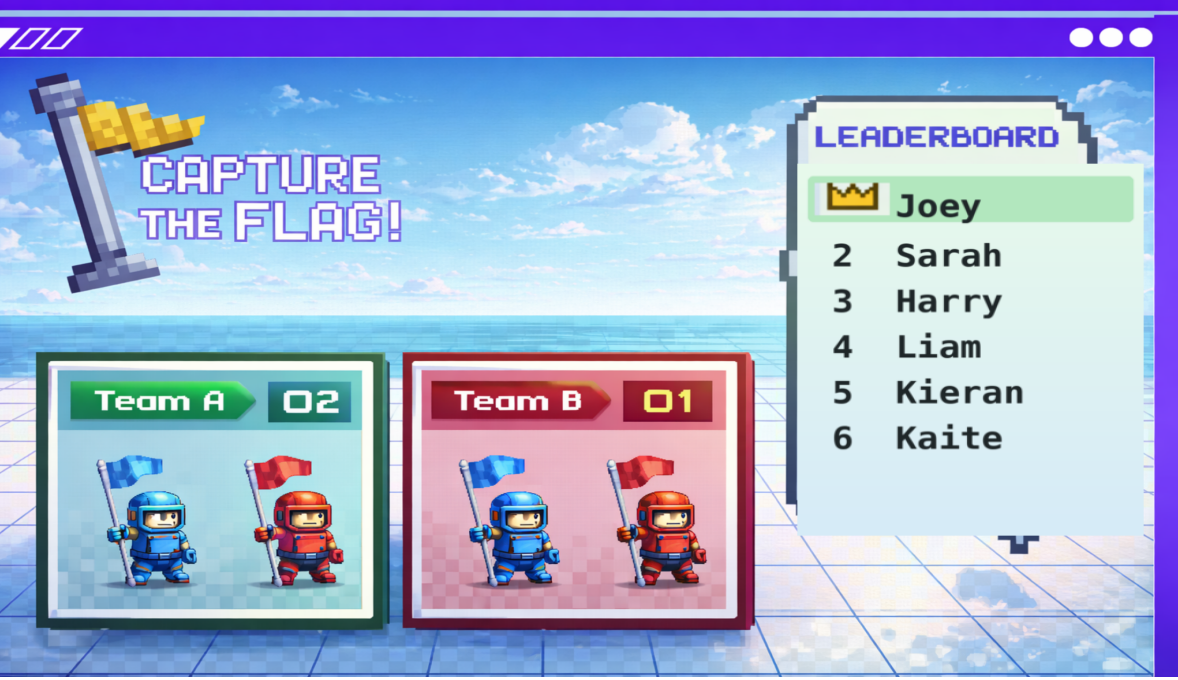 CAPTURE
THE FLAG!
LEADERBOARD
Joey
2 Sarah
3 Harry
4 Liam
5 Kieran
6 Kaite
Team A 02
Team B 01